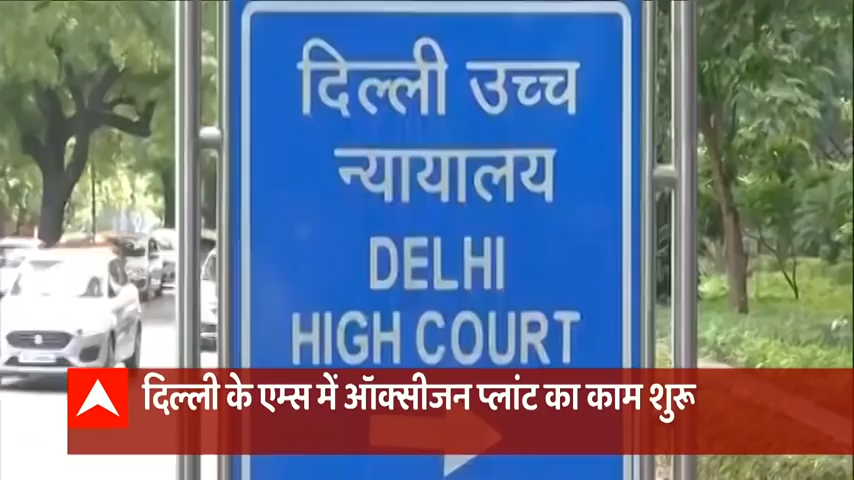 दिल्ली उच्च
न्यायालय
DELHI
HIGH COURT
दिल्ली के एम्स में ऑक्सीजन प्लांट का काम शुरू